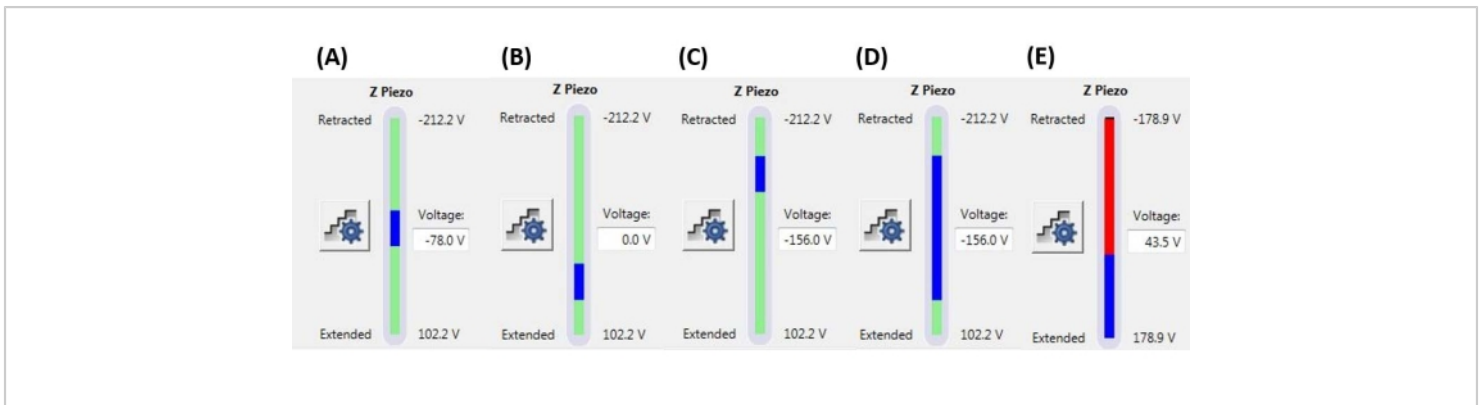 (A) (B) (C) (D) (E)
Z Piezo Z Piezo Z Piezo Z Piezo Z Piezo
Retracted -212.2 V Retracted -212.2 V Retracted -212.2 V Retracted -212.2 V Retracted -178.9 V
Voltage: Voltage: Voltage: Voltage: Voltage:
-78.0 V 0.0 V -156.0 V -156.0 V 43.5 V
Extended 102.2 V Extended 102.2 V Extended 102.2 V Extended 102.2 V Extended 178.9 V